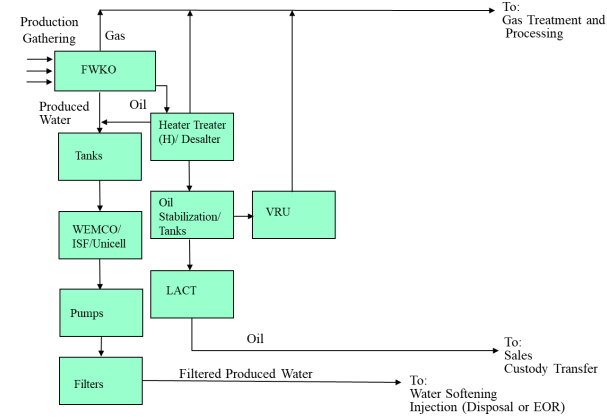 To:
Gas Treatment and
Processing
Production
Gathering
Gas
FWKO
Produced
Water
Oil
Heater Treater
(H)/ Desalter
Tanks
Oil
Stabilization/
Tanks
VRU
WEMCO/
ISF/Unicell
LACT
Pumps
Oil
To:
Sales
Custody Transfer
Filters
Filtered Produced Water
To:
Water Softening
Injection (Disposal or EOR)